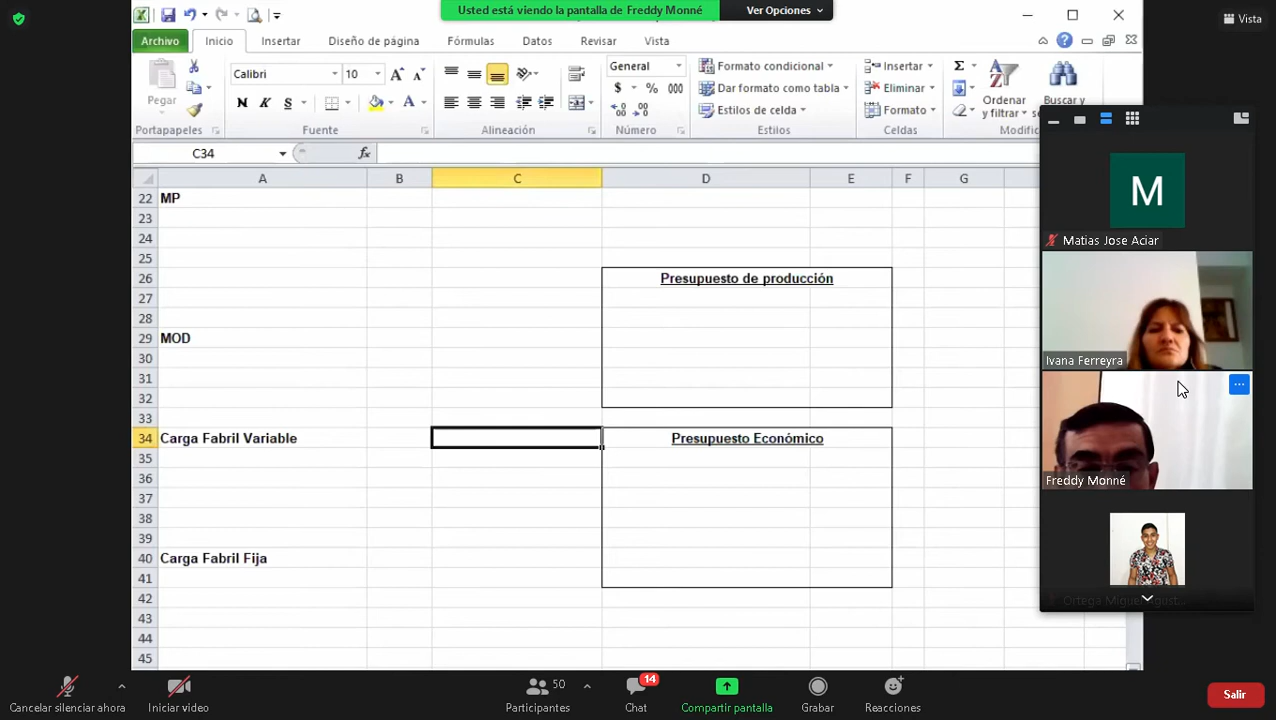 Usted está viendo la pantalla de Freddy Monné
Ver Opciones
Vista
Archivo
Inicio
Insertar
Diseño de página
Fórmulas
Datos
Revisar
Vista
Pegar
Portapapeles
Calibri
10
N K S
Fuente
Alineación
General
$ % 000
Número
Formato condicional
Dar formato como tabla
Estilos de celda
Estilos
Insertar
Eliminar
Formato
Celdas
Ordenar
y filtrar
Buscar y
Modific
C34
fx
A B C D E F G
22 MP
23
24
25
26 Presupuesto de producción
27
28
29 MOD
30
31
32
33
34 Carga Fabril Variable Presupuesto Económico
35
36
37
38
39
40 Carga Fabril Fija
41
42
43
44
45
M
Matias Jose Aciar
Ivana Ferreyra
Freddy Monné
Cancelar silenciar ahora
Iniciar video
50
Participantes
14
Chat
Compartir pantalla
Grabar
Reacciones
Salir